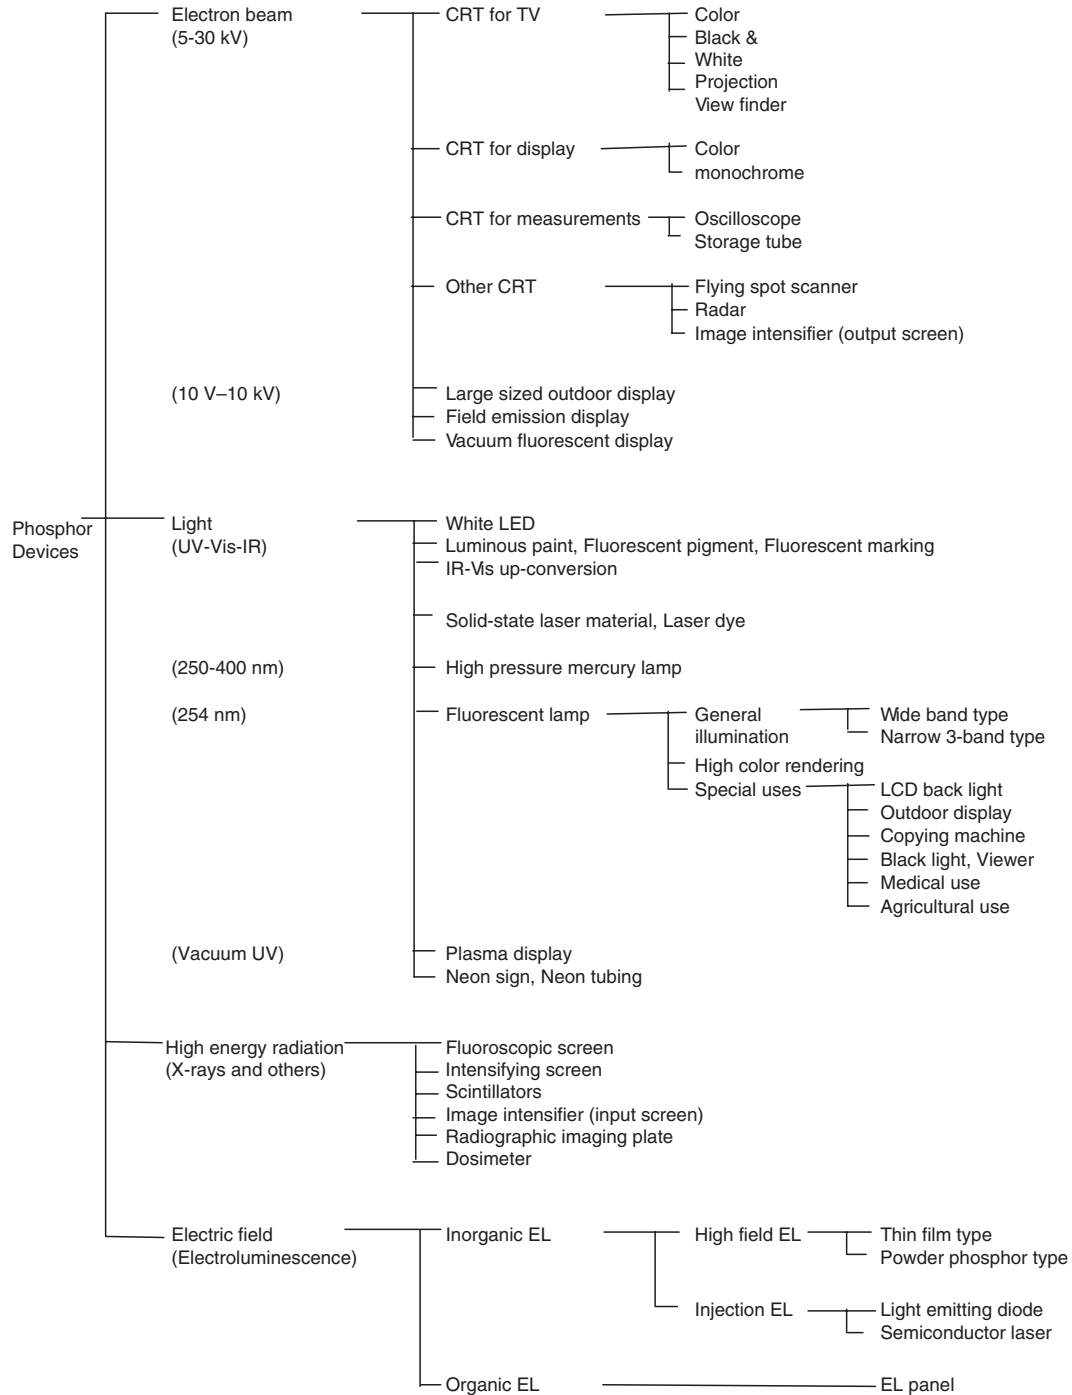 Electron beam
(5-30 kV)
CRT for TV
Color
Black &
White
Projection
View finder
CRT for display
Color
monochrome
CRT for measurements
Oscilloscope
Storage tube
Other CRT
Flying spot scanner
Radar
Image intensifier (output screen)
(10 V–10 kV)
Large sized outdoor display
Field emission display
Vacuum fluorescent display
Phosphor
Devices
Light
(UV-Vis-IR)
White LED
Luminous paint, Fluorescent pigment, Fluorescent marking
IR-Vis up-conversion
Solid-state laser material, Laser dye
(250-400 nm)
High pressure mercury lamp
(254 nm)
Fluorescent lamp
General
illumination
Wide band type
Narrow 3-band type
High color rendering
Special uses
LCD back light
Outdoor display
Copying machine
Black light, Viewer
Medical use
Agricultural use
(Vacuum UV)
Plasma display
Neon sign, Neon tubing
High energy radiation
(X-rays and others)
Fluoroscopic screen
Intensifying screen
Scintillators
Image intensifier (input screen)
Radiographic imaging plate
Dosimeter
Electric field
(Electroluminescence)
Inorganic EL
High field EL
Thin film type
Powder phosphor type
Injection EL
Light emitting diode
Semiconductor laser
Organic EL
EL panel